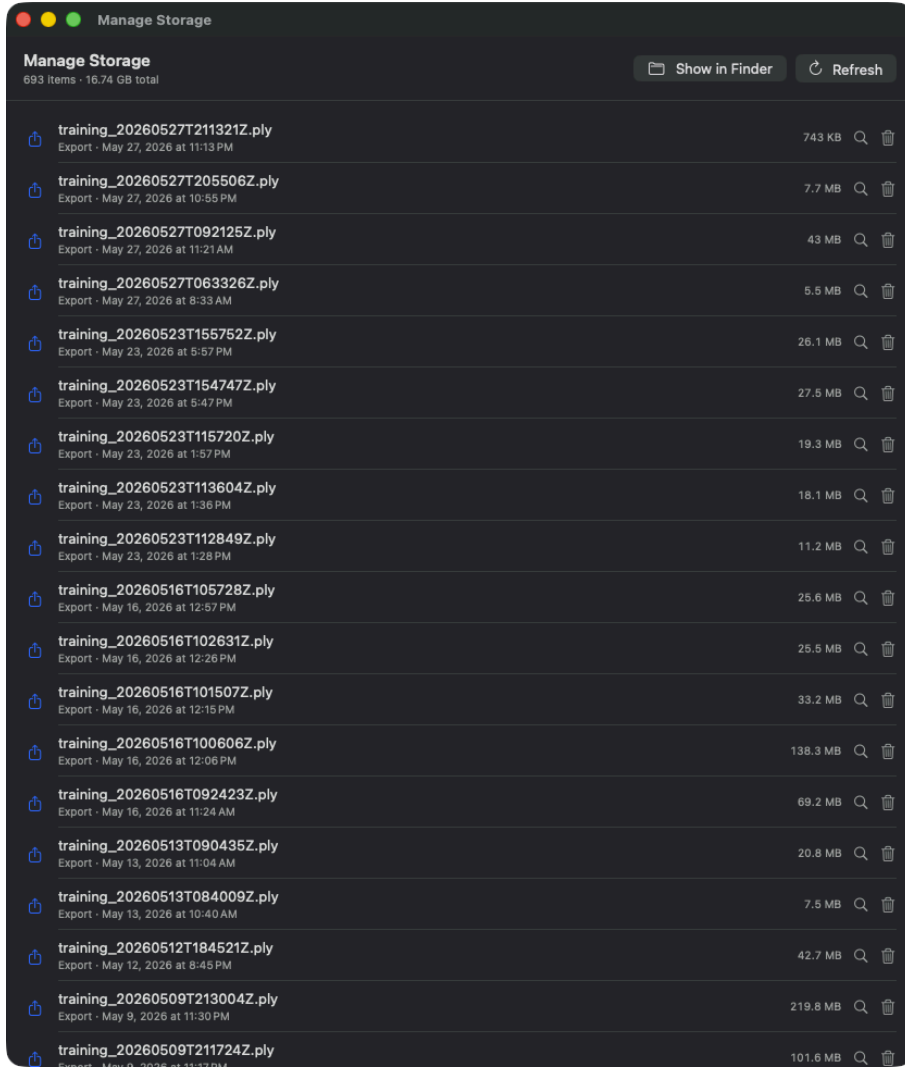 Manage Storage
Manage Storage
693 items · 16.74 GB total
Show in Finder
Refresh
training_20260527T211321Z.ply
Export · May 27, 2026 at 11:13 PM
743 KB
training_20260527T205506Z.ply
Export · May 27, 2026 at 10:55 PM
7.7 MB
training_20260527T092125Z.ply
Export · May 27, 2026 at 11:21 AM
43 MB
training_20260527T063326Z.ply
Export · May 27, 2026 at 8:33 AM
5.5 MB
training_20260523T155752Z.ply
Export · May 23, 2026 at 5:57 PM
26.1 MB
training_20260523T154747Z.ply
Export · May 23, 2026 at 5:47 PM
27.5 MB
training_20260523T115720Z.ply
Export · May 23, 2026 at 1:57 PM
19.3 MB
training_20260523T113604Z.ply
Export · May 23, 2026 at 1:36 PM
18.1 MB
training_20260523T112849Z.ply
Export · May 23, 2026 at 1:28 PM
11.2 MB
training_20260516T105728Z.ply
Export · May 16, 2026 at 12:57 PM
25.6 MB
training_20260516T102631Z.ply
Export · May 16, 2026 at 12:26 PM
25.5 MB
training_20260516T101507Z.ply
Export · May 16, 2026 at 12:15 PM
33.2 MB
training_20260516T100606Z.ply
Export · May 16, 2026 at 12:06 PM
138.3 MB
training_20260516T092423Z.ply
Export · May 16, 2026 at 11:24 AM
69.2 MB
training_20260513T090435Z.ply
Export · May 13, 2026 at 11:04 AM
20.8 MB
training_20260513T084009Z.ply
Export · May 13, 2026 at 10:40 AM
7.5 MB
training_20260512T184521Z.ply
Export · May 12, 2026 at 8:45 PM
42.7 MB
training_20260509T213004Z.ply
Export · May 9, 2026 at 11:30 PM
219.8 MB
training_20260509T211724Z.ply
Export · May 9, 2026 at 11:17 PM
101.6 MB